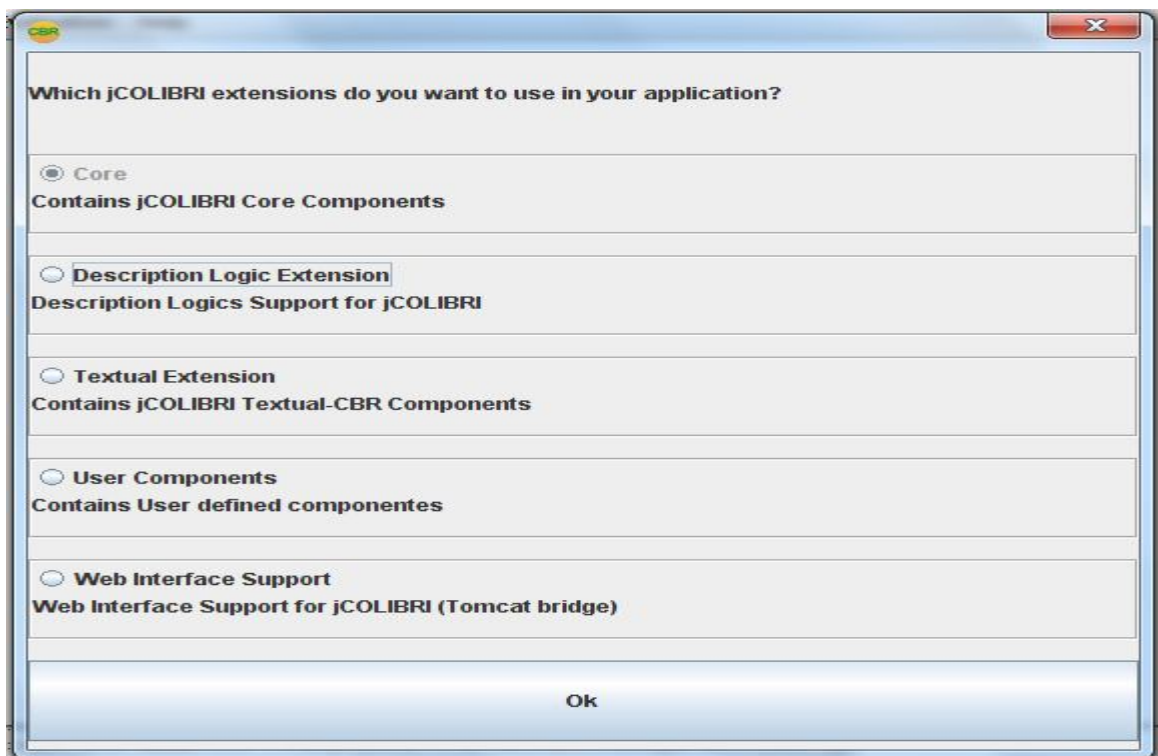 CBR
Which jCOLIBRI extensions do you want to use in your application?
Core
Contains jCOLIBRI Core Components
Description Logic Extension
Description Logics Support for jCOLIBRI
Textual Extension
Contains jCOLIBRI Textual-CBR Components
User Components
Contains User defined componentes
Web Interface Support
Web Interface Support for jCOLIBRI (Tomcat bridge)
Ok